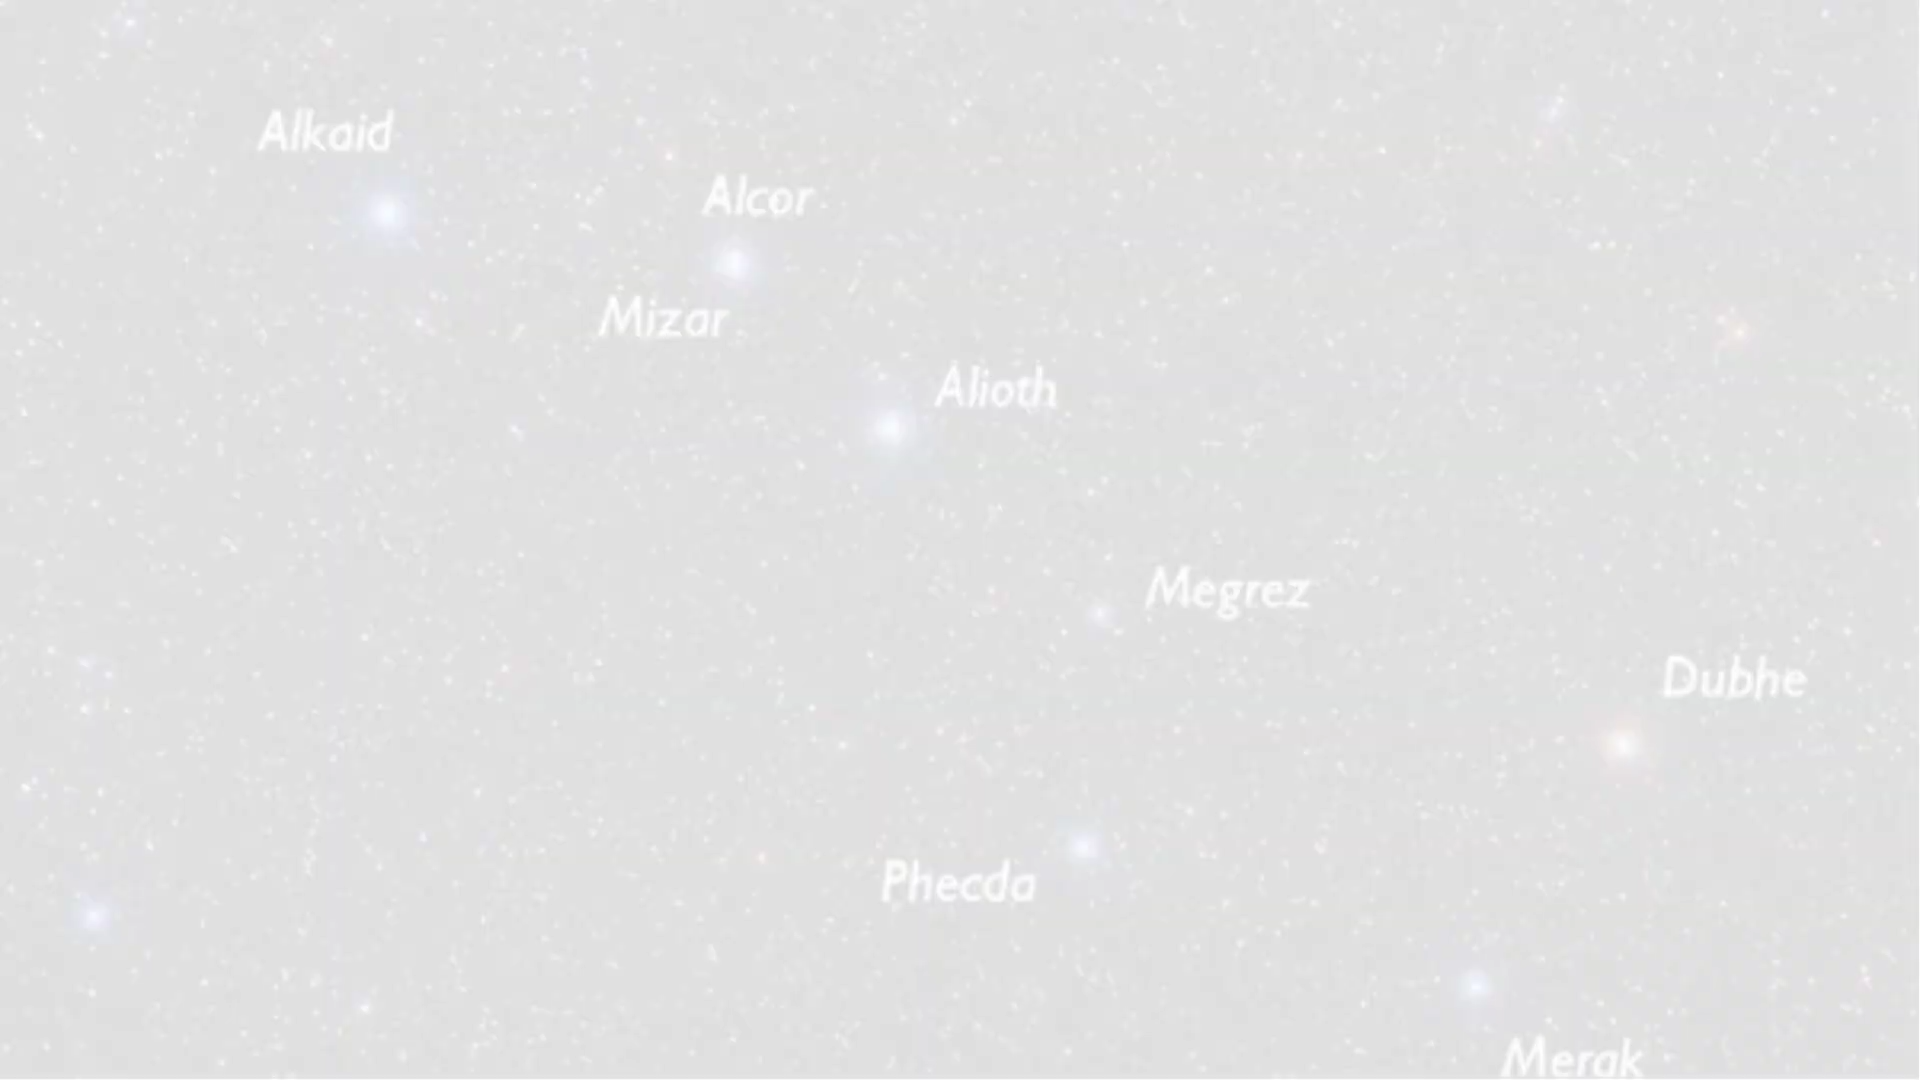 Alkaid
Alcor
Mizar
Alioth
Megrez
Dubhe
Phecda
Merak